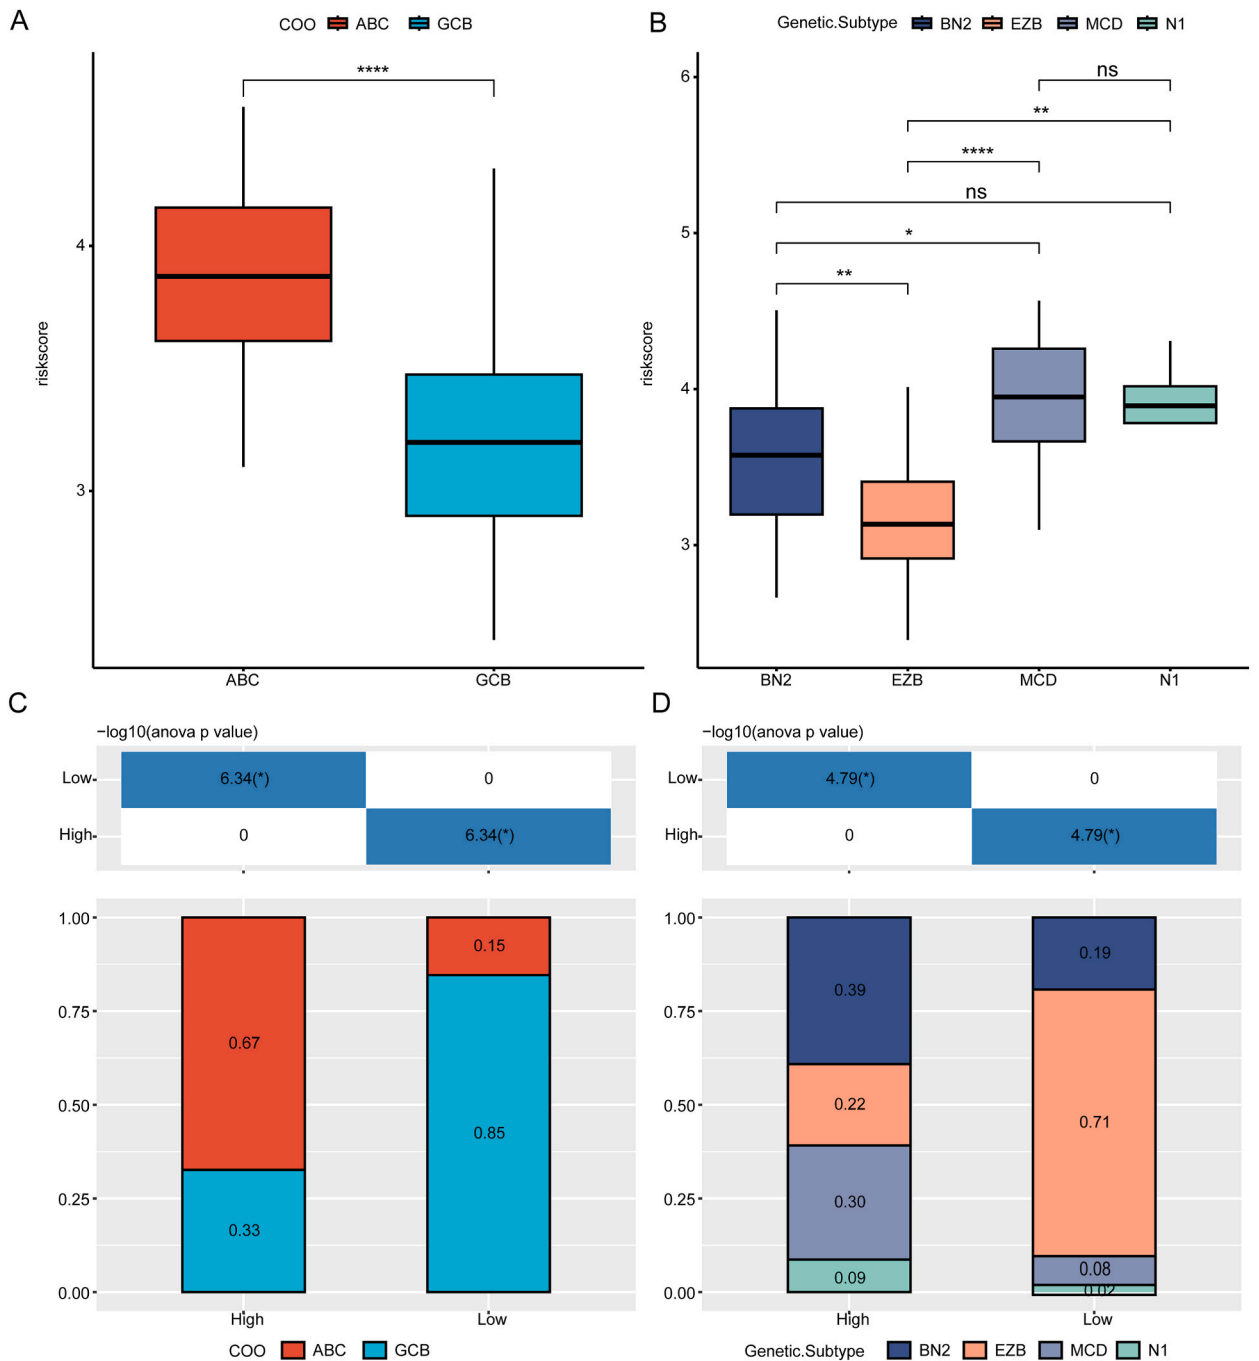 A
COO ABC GCB
****
4
3
riskscore
ABC GCB
B
Genetic.Subtype BN2 EZB MCD N1
6
5
4
3
riskscore
ns
**
****
ns
*
**
BN2 EZB MCD N1
C
−log10(anova p value)
Low 6.34(*) 0
High 0 6.34(*)
1.00
0.75
0.50
0.25
0.00
0.67
0.33
0.15
0.85
High Low
COO ABC GCB
D
−log10(anova p value)
Low 4.79(*) 0
High 0 4.79(*)
1.00
0.75
0.50
0.25
0.00
0.39
0.22
0.30
0.09
0.19
0.71
0.08
0.02
High Low
Genetic.Subtype BN2 EZB MCD N1